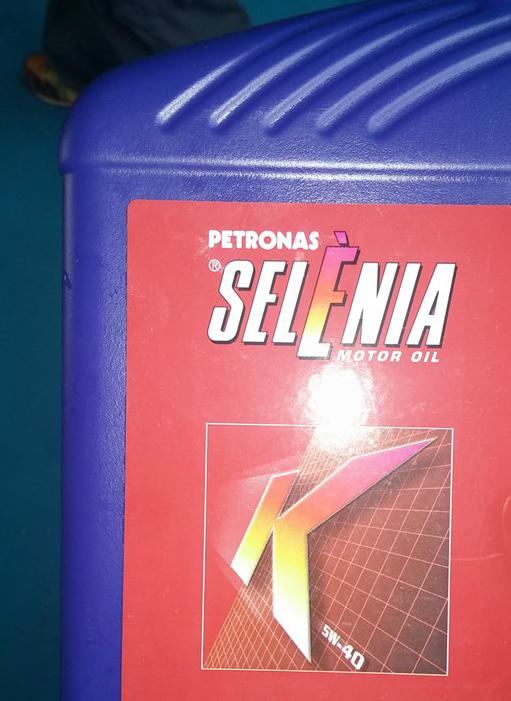 PETRONAS
® SELÈNIA
MOTOR OIL
K
5W-40